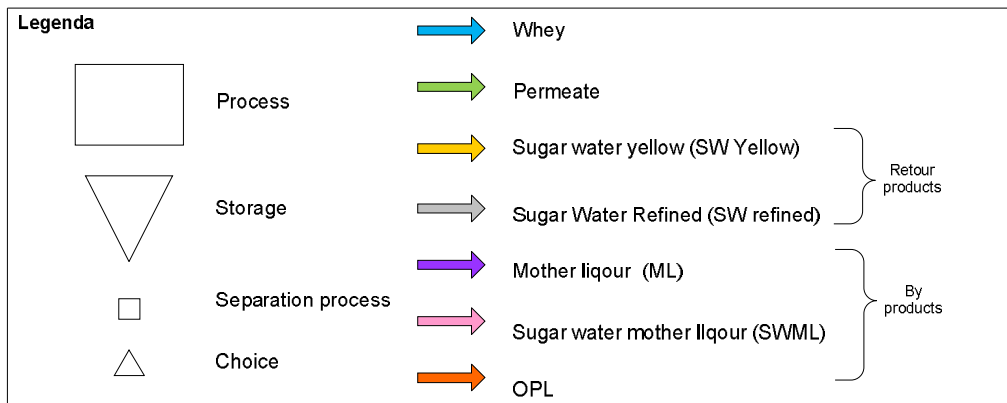 Legenda
Process
Storage
Separation process
Choice
Whey
Permeate
Sugar water yellow (SW Yellow)
Sugar Water Refined (SW refined)
Mother liqour (ML)
Sugar water mother lIqour (SWML)
OPL
Retour
products
By
products